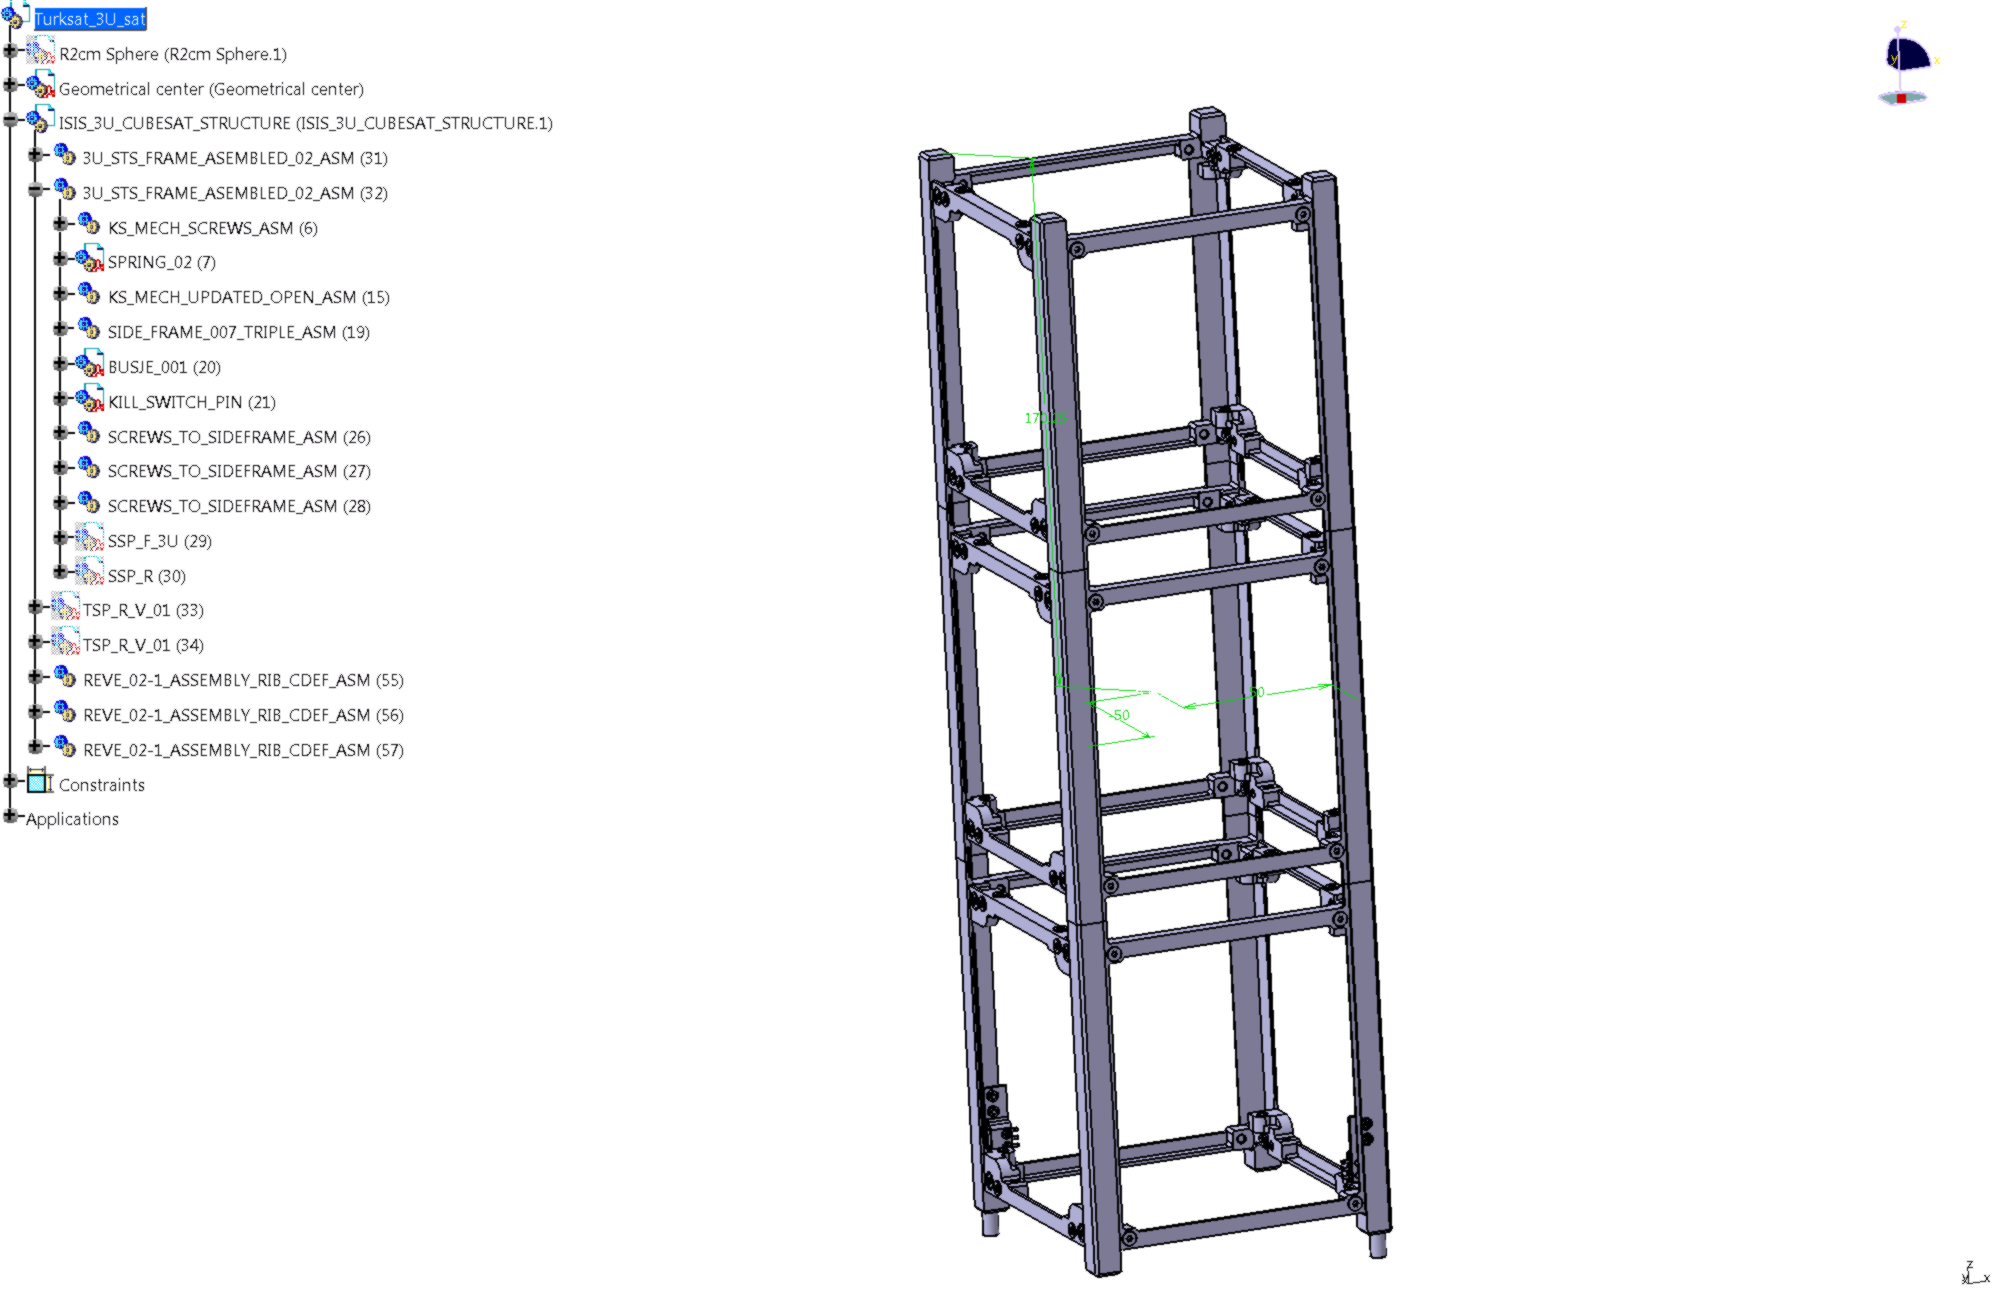 Turksat_3U_sat
R2cm Sphere (R2cm Sphere.1)
Geometrical center (Geometrical center)
ISIS_3U_CUBESAT_STRUCTURE (ISIS_3U_CUBESAT_STRUCTURE.1)
3U_STS_FRAME_ASEMBLED_02_ASM (31)
3U_STS_FRAME_ASEMBLED_02_ASM (32)
KS_MECH_SCREWS_ASM (6)
SPRING_02 (7)
KS_MECH_UPDATED_OPEN_ASM (15)
SIDE_FRAME_007_TRIPLE_ASM (19)
BUSJE_001 (20)
KILL_SWITCH_PIN (21)
SCREWS_TO_SIDEFRAME_ASM (26)
SCREWS_TO_SIDEFRAME_ASM (27)
SCREWS_TO_SIDEFRAME_ASM (28)
SSP_F_3U (29)
SSP_R (30)
TSP_R_V_01 (33)
TSP_R_V_01 (34)
REVE_02-1_ASSEMBLY_RIB_CDEF_ASM (55)
REVE_02-1_ASSEMBLY_RIB_CDEF_ASM (56)
REVE_02-1_ASSEMBLY_RIB_CDEF_ASM (57)
Constraints
Applications
z
y x
50
-50
z
y x